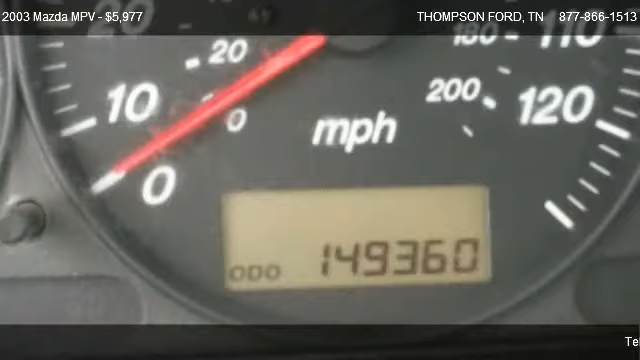 2003 Mazda MPV - $5,977 THOMPSON FORD, TN 877-866-1513
20 180 110
10 0 200 120
mph
0
ODO 149360